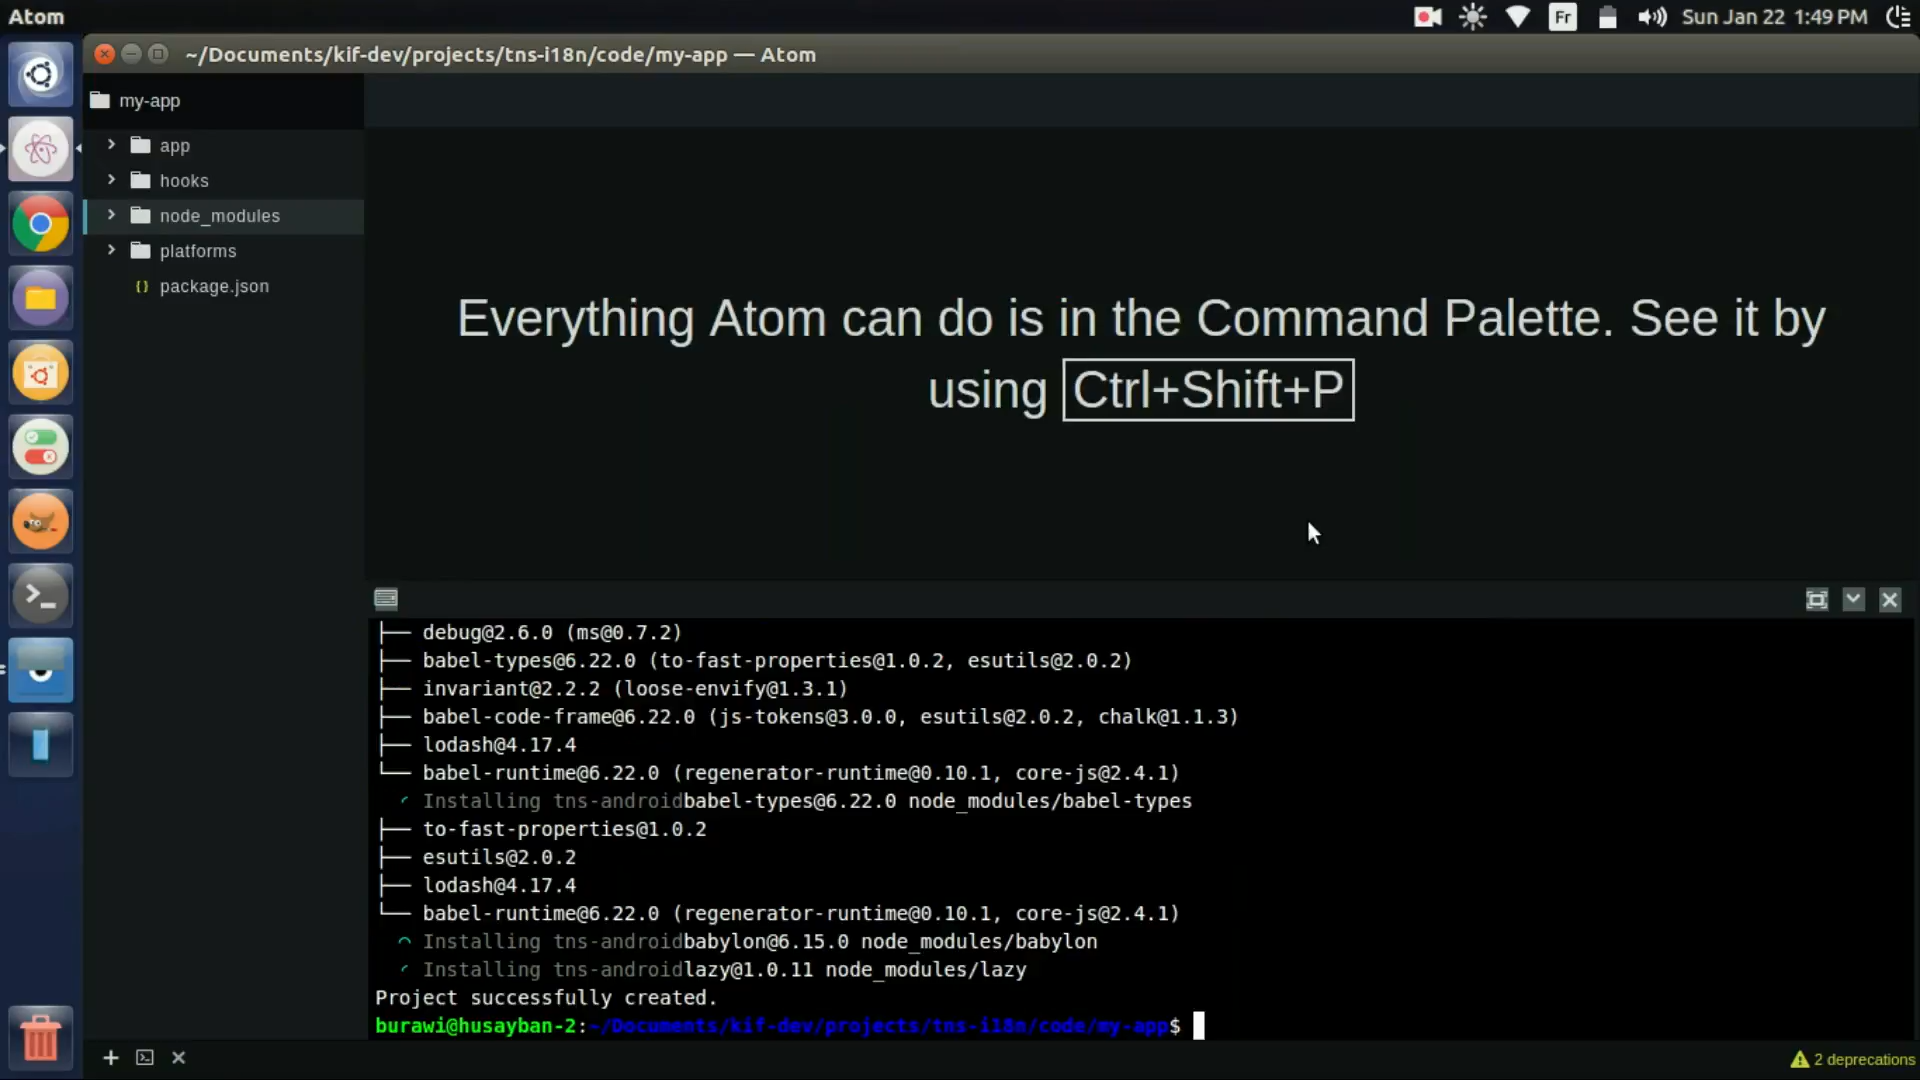 Atom
Fr
Sun Jan 22 1:49 PM
~/Documents/kif-dev/projects/tns-i18n/code/my-app — Atom
my-app
app
hooks
node_modules
platforms
{} package.json
Everything Atom can do is in the Command Palette. See it by
using Ctrl+Shift+P
├── debug@2.6.0 (ms@0.7.2)
├── babel-types@6.22.0 (to-fast-properties@1.0.2, esutils@2.0.2)
├── invariant@2.2.2 (loose-envify@1.3.1)
├── babel-code-frame@6.22.0 (js-tokens@3.0.0, esutils@2.0.2, chalk@1.1.3)
├── lodash@4.17.4
└── babel-runtime@6.22.0 (regenerator-runtime@0.10.1, core-js@2.4.1)
◜ Installing tns-androidbabel-types@6.22.0 node_modules/babel-types
├── to-fast-properties@1.0.2
├── esutils@2.0.2
├── lodash@4.17.4
└── babel-runtime@6.22.0 (regenerator-runtime@0.10.1, core-js@2.4.1)
◠ Installing tns-androidbabylon@6.15.0 node_modules/babylon
◜ Installing tns-androidlazy@1.0.11 node_modules/lazy
Project successfully created.
burawi@husayban-2:~/Documents/kif-dev/projects/tns-i18n/code/my-app$
2 deprecations